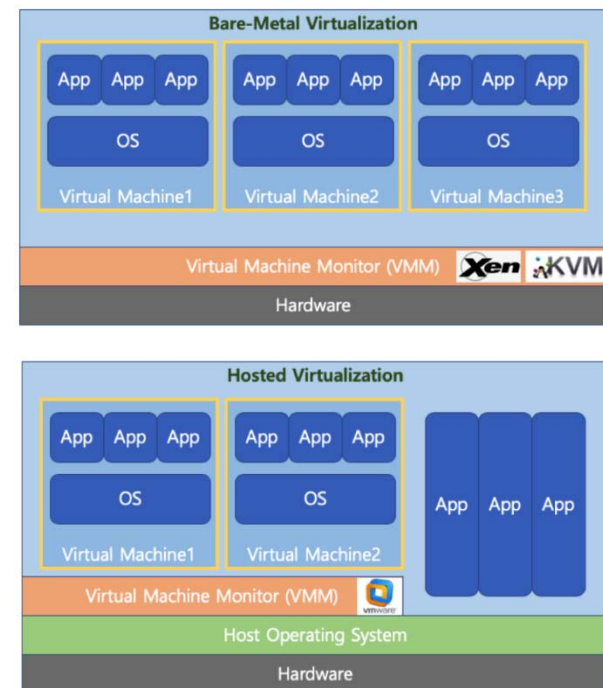 Bare-Metal Virtualization
App App App App App App App App App
OS OS OS
Virtual Machine1 Virtual Machine2 Virtual Machine3
Virtual Machine Monitor (VMM) Xen KVM
Hardware
Hosted Virtualization
App App App App App App
OS OS
App App App
Virtual Machine1 Virtual Machine2
Virtual Machine Monitor (VMM) vmware
Host Operating System
Hardware